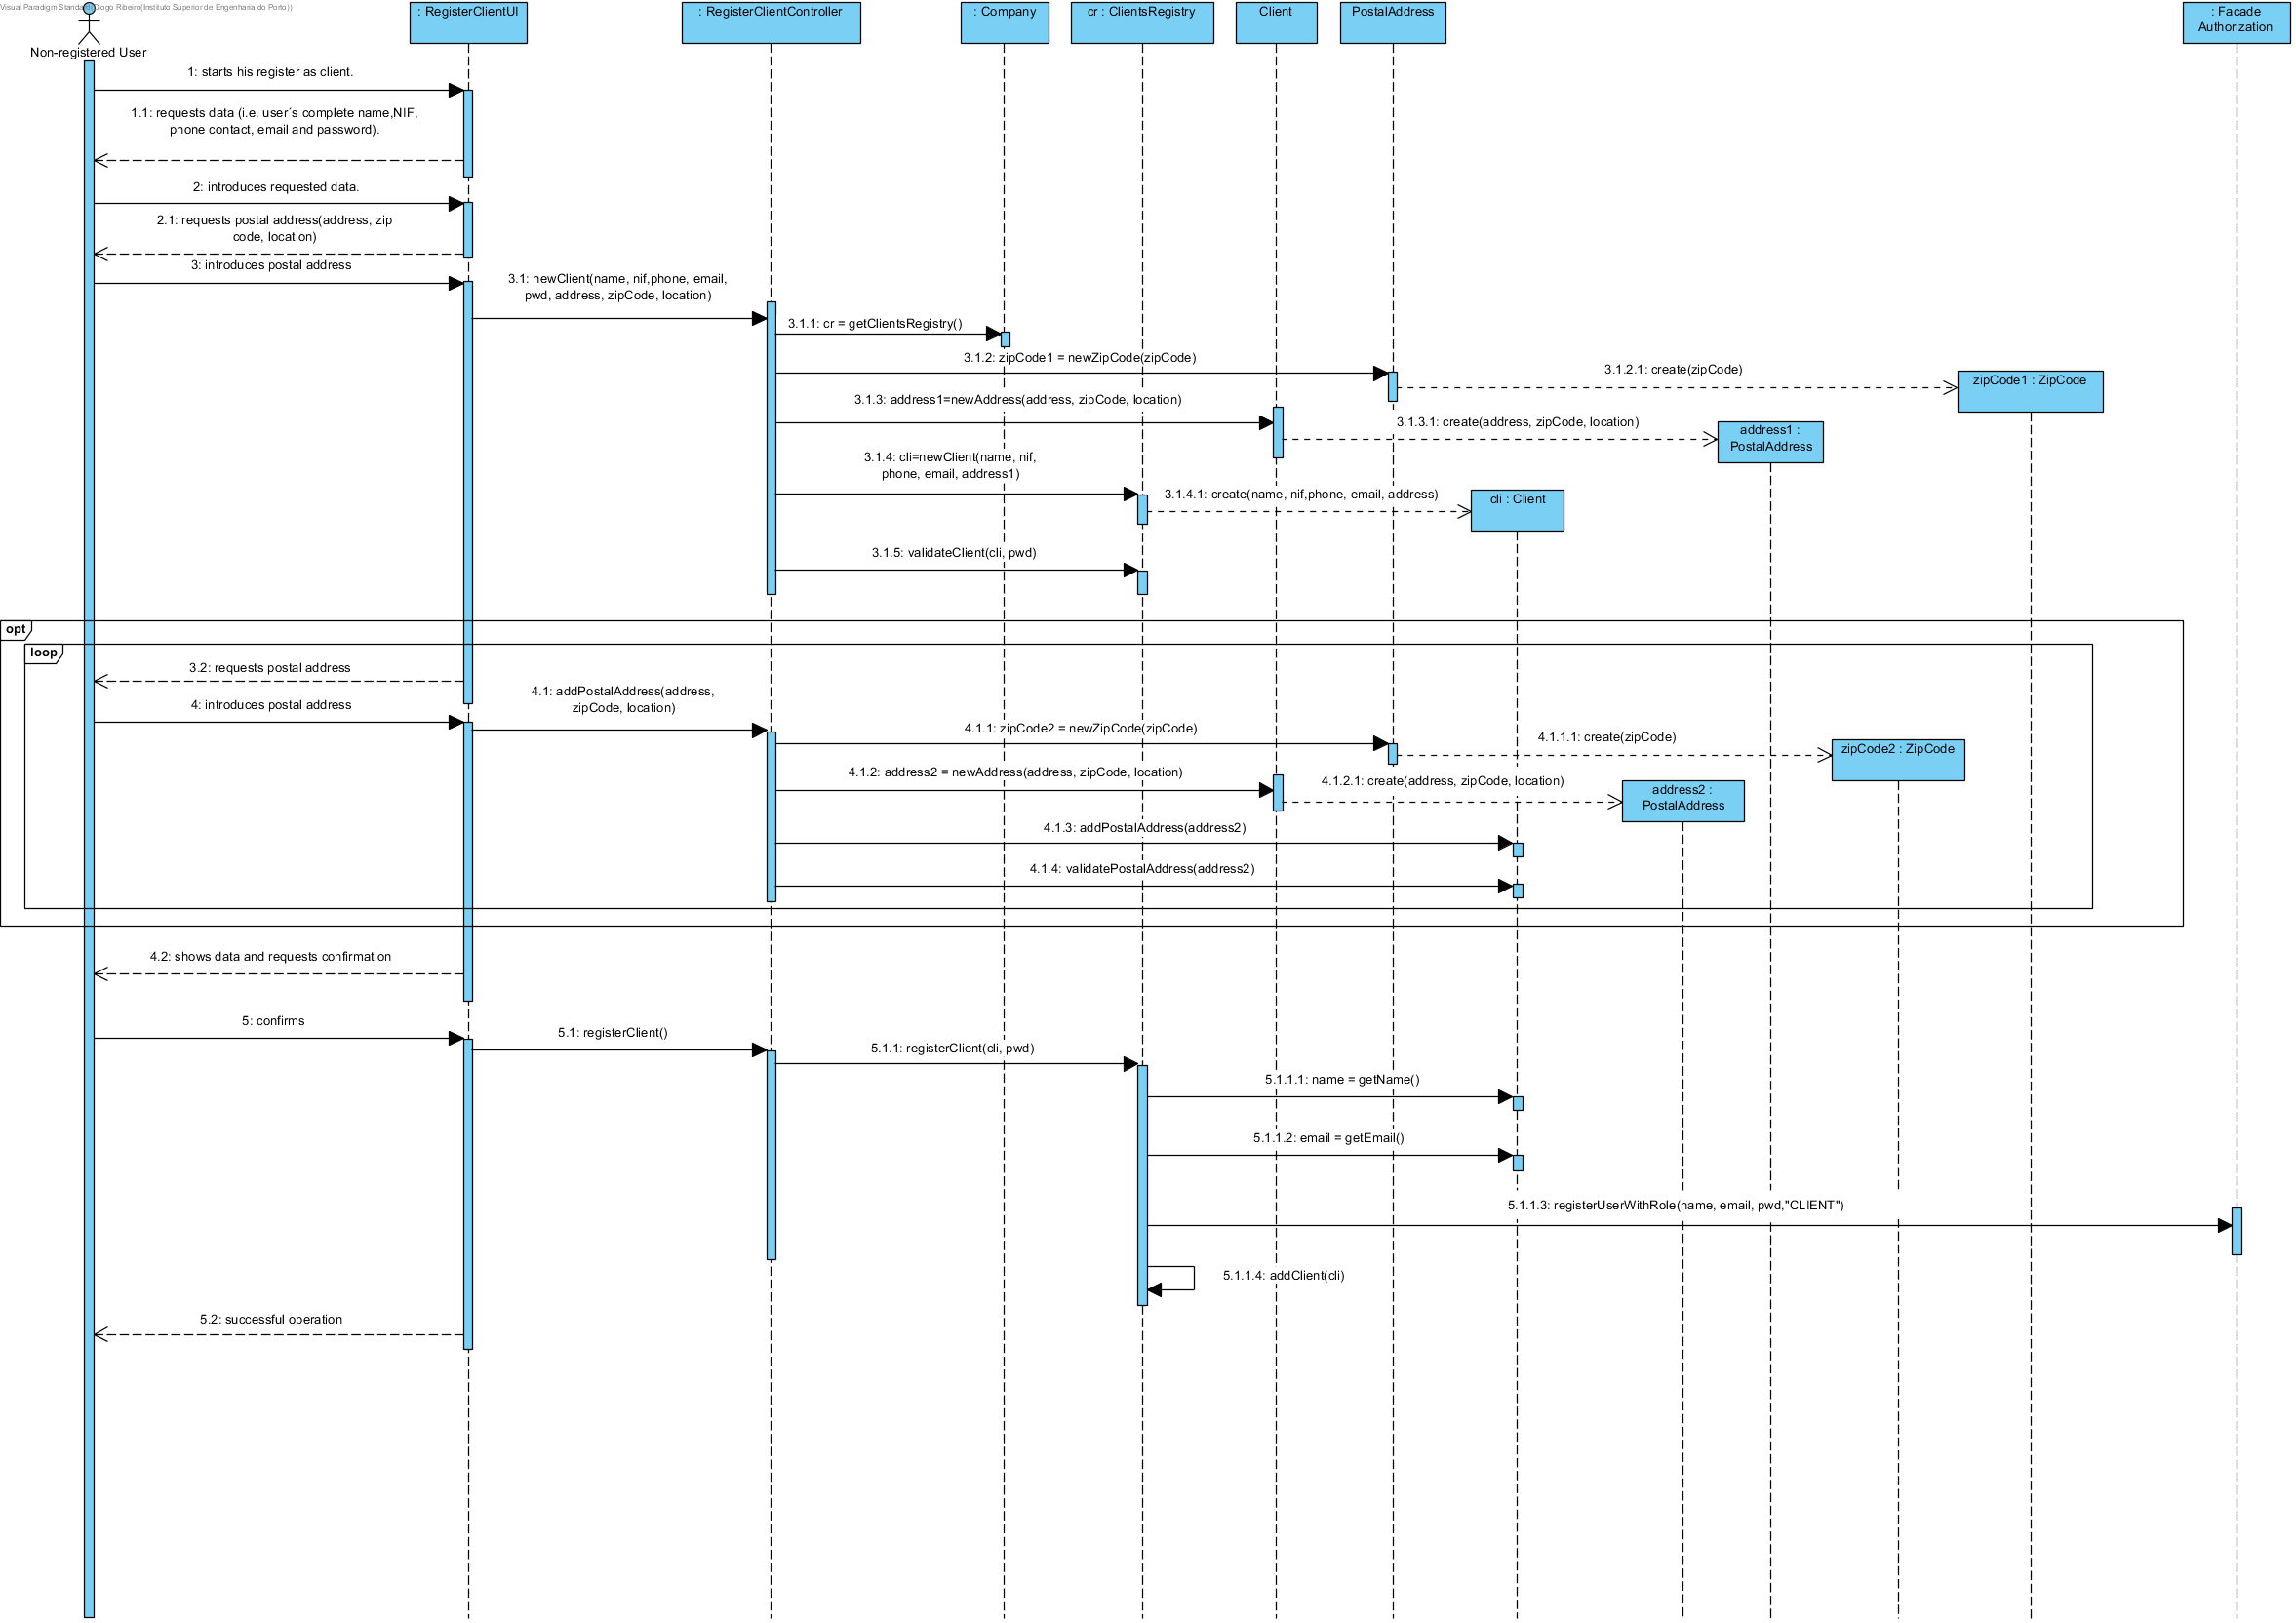 Visual Paradigm Standard(Diogo Ribeiro(Instituto Superior de Engenharia do Porto))
Non-registered User
: RegisterClientUI
: RegisterClientController
: Company
cr : ClientsRegistry
Client
PostalAddress
: Facade
Authorization
1: starts his register as client.
1.1: requests data (i.e. user´s complete name,NIF,
phone contact, email and password).
2: introduces requested data.
2.1: requests postal address(address, zip
code, location)
3: introduces postal address
3.1: newClient(name, nif,phone, email,
pwd, address, zipCode, location)
3.1.1: cr = getClientsRegistry()
3.1.2: zipCode1 = newZipCode(zipCode)
3.1.2.1: create(zipCode)
zipCode1 : ZipCode
3.1.3: address1=newAddress(address, zipCode, location)
3.1.3.1: create(address, zipCode, location)
address1 :
PostalAddress
3.1.4: cli=newClient(name, nif,
phone, email, address1)
3.1.4.1: create(name, nif,phone, email, address)
cli : Client
3.1.5: validateClient(cli, pwd)
opt
loop
3.2: requests postal address
4: introduces postal address
4.1: addPostalAddress(address,
zipCode, location)
4.1.1: zipCode2 = newZipCode(zipCode)
4.1.1.1: create(zipCode)
zipCode2 : ZipCode
4.1.2: address2 = newAddress(address, zipCode, location)
4.1.2.1: create(address, zipCode, location)
address2 :
PostalAddress
4.1.3: addPostalAddress(address2)
4.1.4: validatePostalAddress(address2)
4.2: shows data and requests confirmation
5: confirms
5.1: registerClient()
5.1.1: registerClient(cli, pwd)
5.1.1.1: name = getName()
5.1.1.2: email = getEmail()
5.1.1.3: registerUserWithRole(name, email, pwd,"CLIENT")
5.1.1.4: addClient(cli)
5.2: successful operation